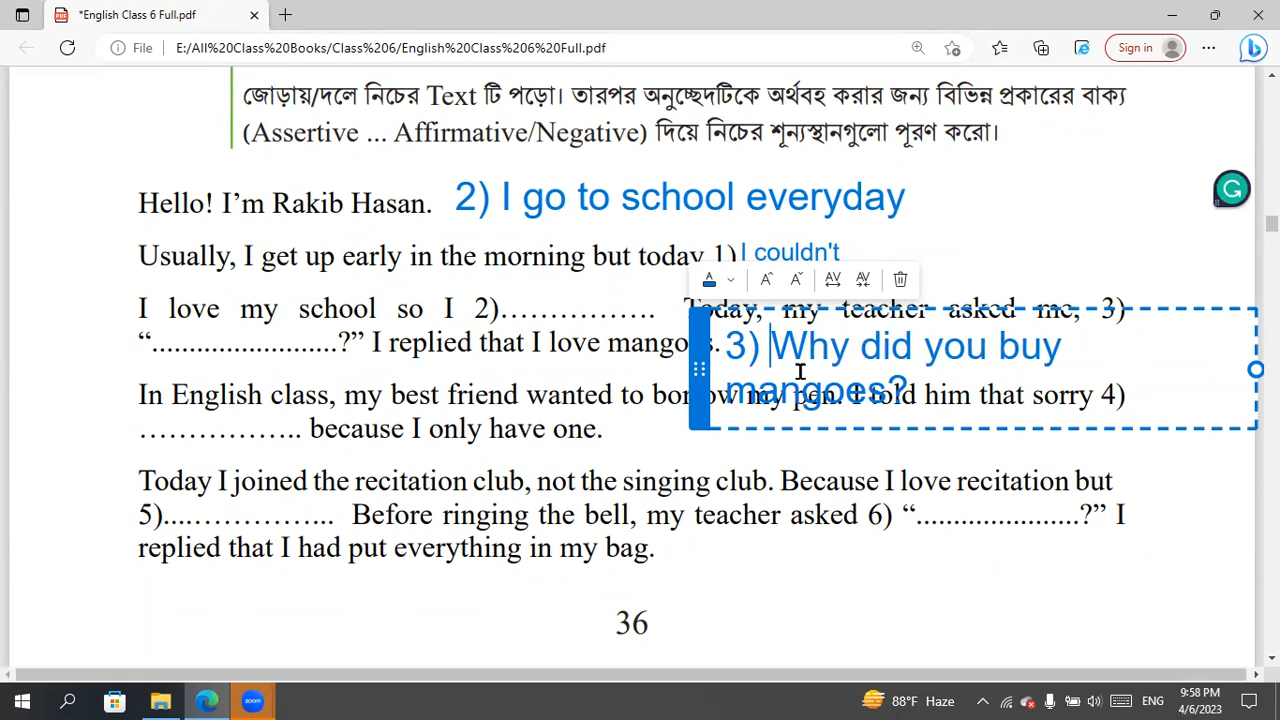 *English Class 6 Full.pdf
File
E:/All%20Class%20Books/Class%206/English%20Class%206%20Full.pdf
Sign in
জোড়ায়/দলে নিচের Text টি পড়ো। তারপর অনুচ্ছেদটিকে অর্থবহ করার জন্য বিভিন্ন প্রকারের বাক্য
(Assertive ... Affirmative/Negative) দিয়ে নিচের শূন্যস্থানগুলো পূরণ করো।
Hello! I'm Rakib Hasan. 2) I go to school everyday
Usually, I get up early in the morning but today 1) I couldn't
I love my school so I 2)……………. Today, my teacher asked me, 3)
“.........................?” I replied that I love mangoes.
3) Why did you buy
mangoes?
In English class, my best friend wanted to borrow my pen. I told him that sorry 4)
…………….. because I only have one.
Today I joined the recitation club, not the singing club. Because I love recitation but
5)....………….. Before ringing the bell, my teacher asked 6) “......................?” I
replied that I had put everything in my bag.
36
zoom
88°F Haze
ENG
9:58 PM
4/6/2023